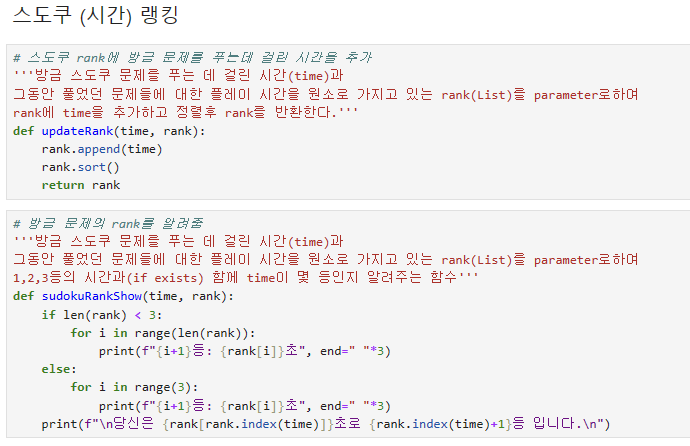 스도쿠 (시간) 랭킹
# 스도쿠 rank에 방금 문제를 푸는데 걸린 시간을 추가
'''방금 스도쿠 문제를 푸는 데 걸린 시간(time)과
그동안 풀었던 문제들에 대한 플레이 시간을 원소로 가지고 있는 rank(List)를 parameter로하여
rank에 time을 추가하고 정렬후 rank를 반환한다.'''
def updateRank(time, rank):
    rank.append(time)
    rank.sort()
    return rank
# 방금 문제의 rank를 알려줌
'''방금 스도쿠 문제를 푸는 데 걸린 시간(time)과
그동안 풀었던 문제들에 대한 플레이 시간을 원소로 가지고 있는 rank(List)를 parameter로하여
1,2,3등의 시간과(if exists) 함께 time이 몇 등인지 알려주는 함수'''
def sudokuRankShow(time, rank):
    if len(rank) < 3:
        for i in range(len(rank)):
            print(f"{i+1}등: {rank[i]}초", end=" "*3)
    else:
        for i in range(3):
            print(f"{i+1}등: {rank[i]}초", end=" "*3)
    print(f"\n당신은 {rank[rank.index(time)]}초로 {rank.index(time)+1}등 입니다.\n")